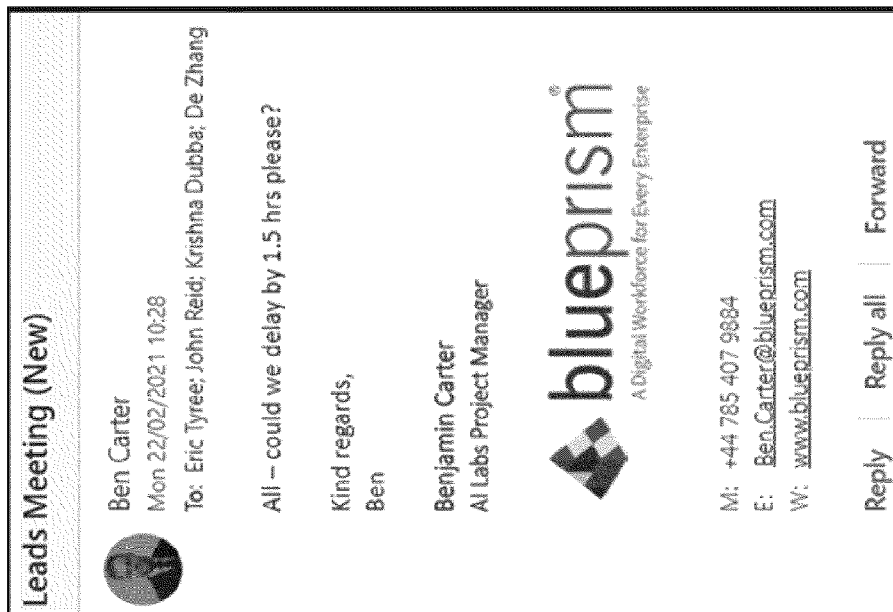 Leads Meeting (New)
Ben Carter
Mon 22/02/2021 10:28
To: Eric Tyree; John Reid; Krishna Dubba; De Zhang
All – could we delay by 1.5 hrs please?
Kind regards,
Ben
Benjamin Carter
AI Labs Project Manager
blueprism®
A Digital Workforce for Every Enterprise
M: +44 785 407 9884
E: Ben.Carter@blueprism.com
W: www.blueprism.com
Reply Reply all Forward